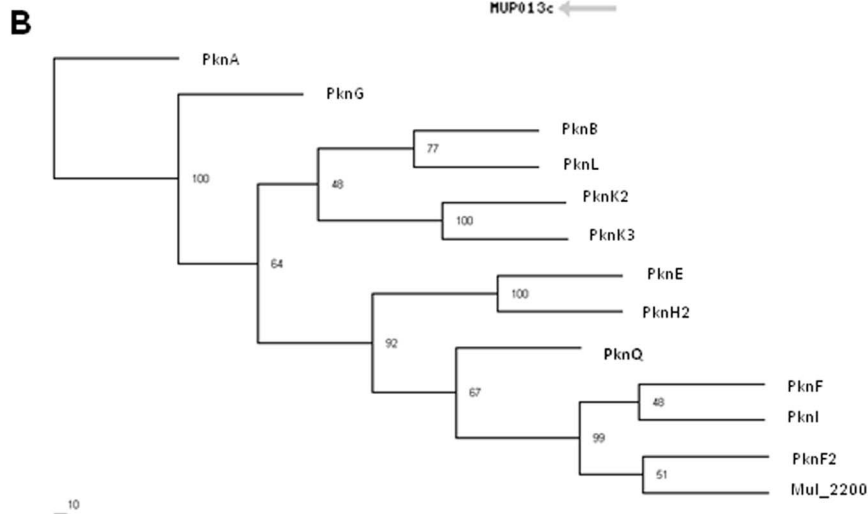 MUP013c
B
PknA
PknG
PknB
77
PknL
48
100
PknK2
100
PknK3
64
PknE
100
PknH2
92
PknQ
PknF
67
48
PknI
99
PknF2
51
Mul_2200
10